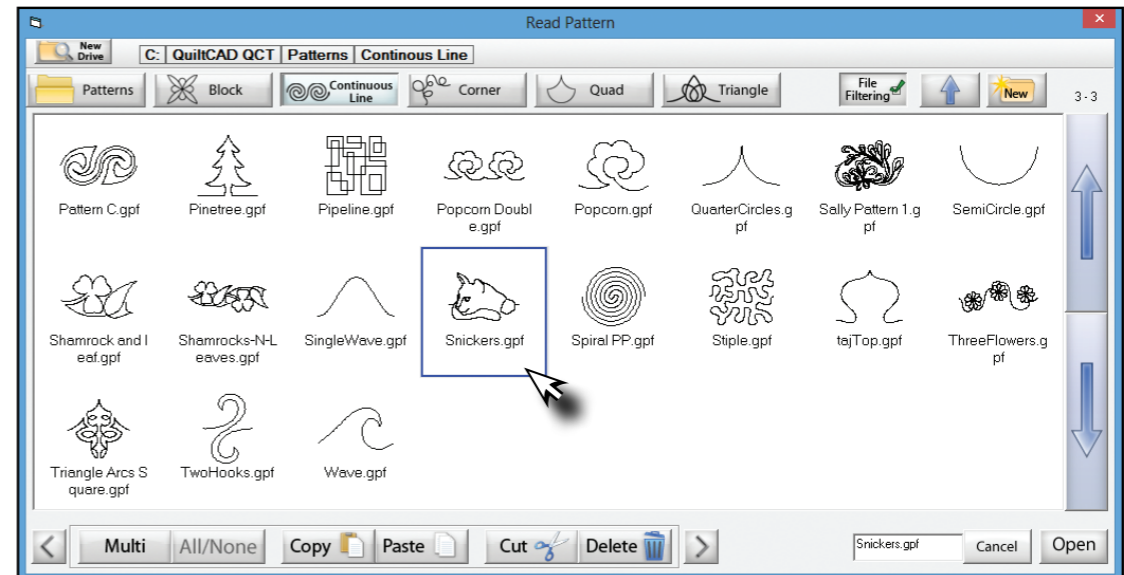 Read Pattern
New
Drive
C: QuiltCAD QCT Patterns Continous Line
Patterns Block Continuous
Line Corner Quad Triangle File
Filtering New 3 - 3
Pattern C.gpf Pinetree.gpf Pipeline.gpf Popcorn Doubl
e.gpf Popcorn.gpf QuarterCircles.g
pf Sally Pattern 1.g
pf SemiCircle.gpf
Shamrock and l
eaf.gpf Shamrocks-N-L
eaves.gpf SingleWave.gpf Snickers.gpf Spiral PP.gpf Stiple.gpf tajTop.gpf ThreeFlowers.g
pf
Triangle Arcs S
quare.gpf TwoHooks.gpf Wave.gpf
Multi All/None Copy Paste Cut Delete Snickers.gpf Cancel Open